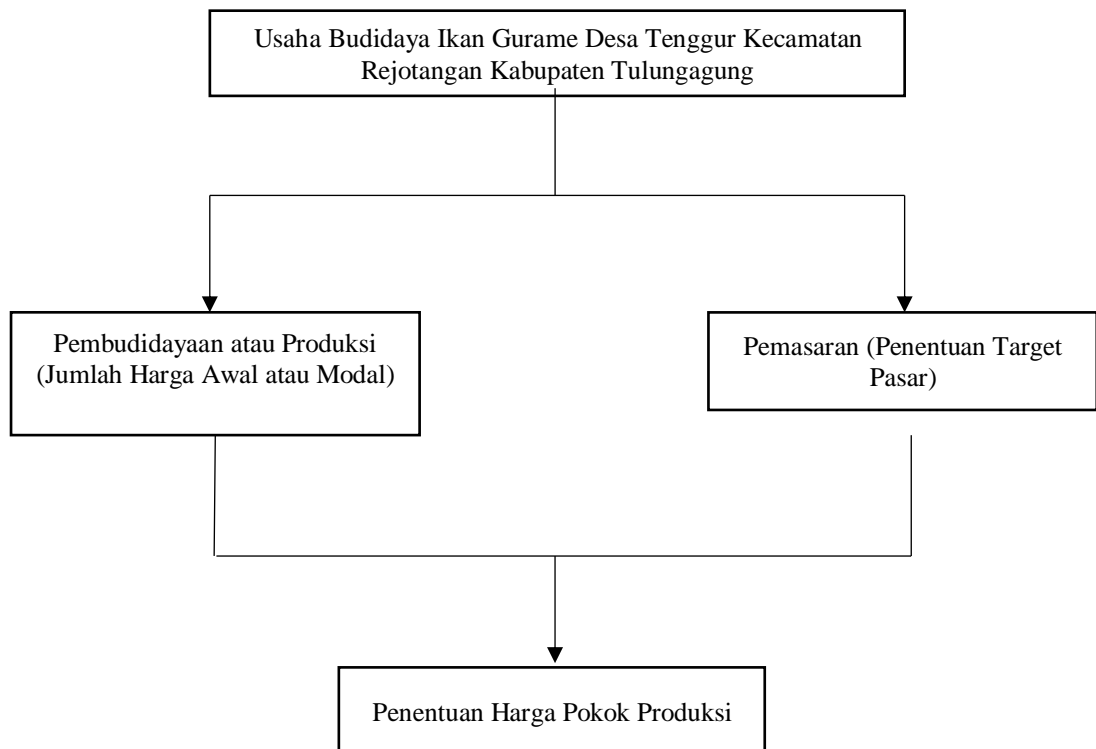 Usaha Budidaya Ikan Gurame Desa Tenggur Kecamatan
Rejotangan Kabupaten Tulungagung
Pembudidayaan atau Produksi
(Jumlah Harga Awal atau Modal)
Pemasaran (Penentuan Target
Pasar)
Penentuan Harga Pokok Produksi